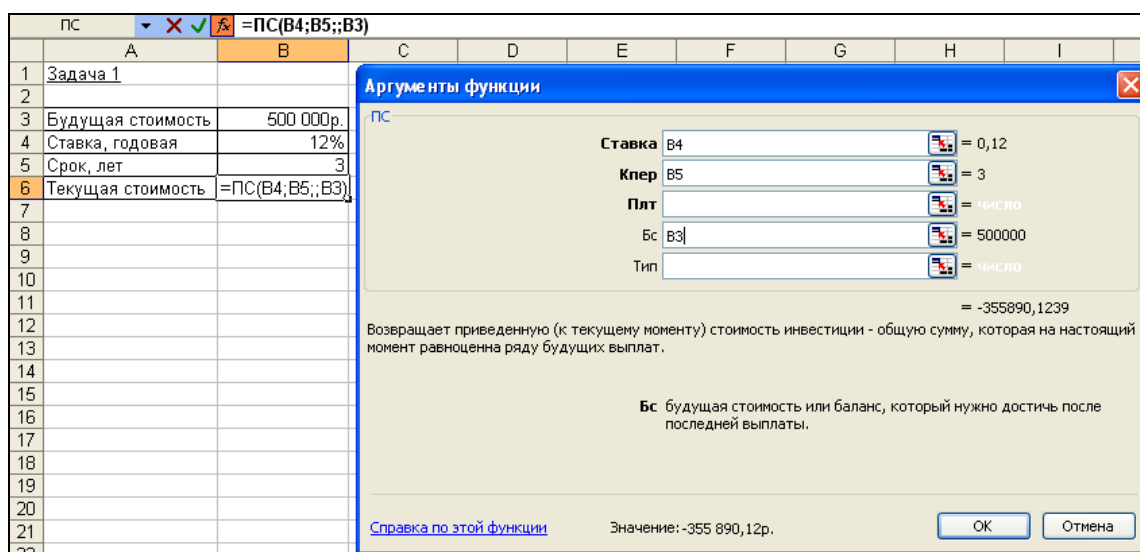 ПС =ПС(B4;B5;;B3)
A B C D E F G H I
1 Задача 1
Аргументы функции
2
3 Будущая стоимость 500 000р.
ПС
4 Ставка, годовая 12%
Ставка B4 = 0,12
5 Срок, лет 3
Кпер B5 = 3
6 Текущая стоимость =ПС(B4;B5;;B3)
Плт = число
7
8
Бс B3 = 500000
9
Тип = число
10
11
= -355890,1239
12
Возвращает приведенную (к текущему моменту) стоимость инвестиции - общую сумму, которая на настоящий
13
момент равноценна ряду будущих выплат.
14
15
Бс будущая стоимость или баланс, который нужно достичь после
16
последней выплаты.
17
18
19
20
21
Справка по этой функции Значение:-355 890,12р. ОК Отмена